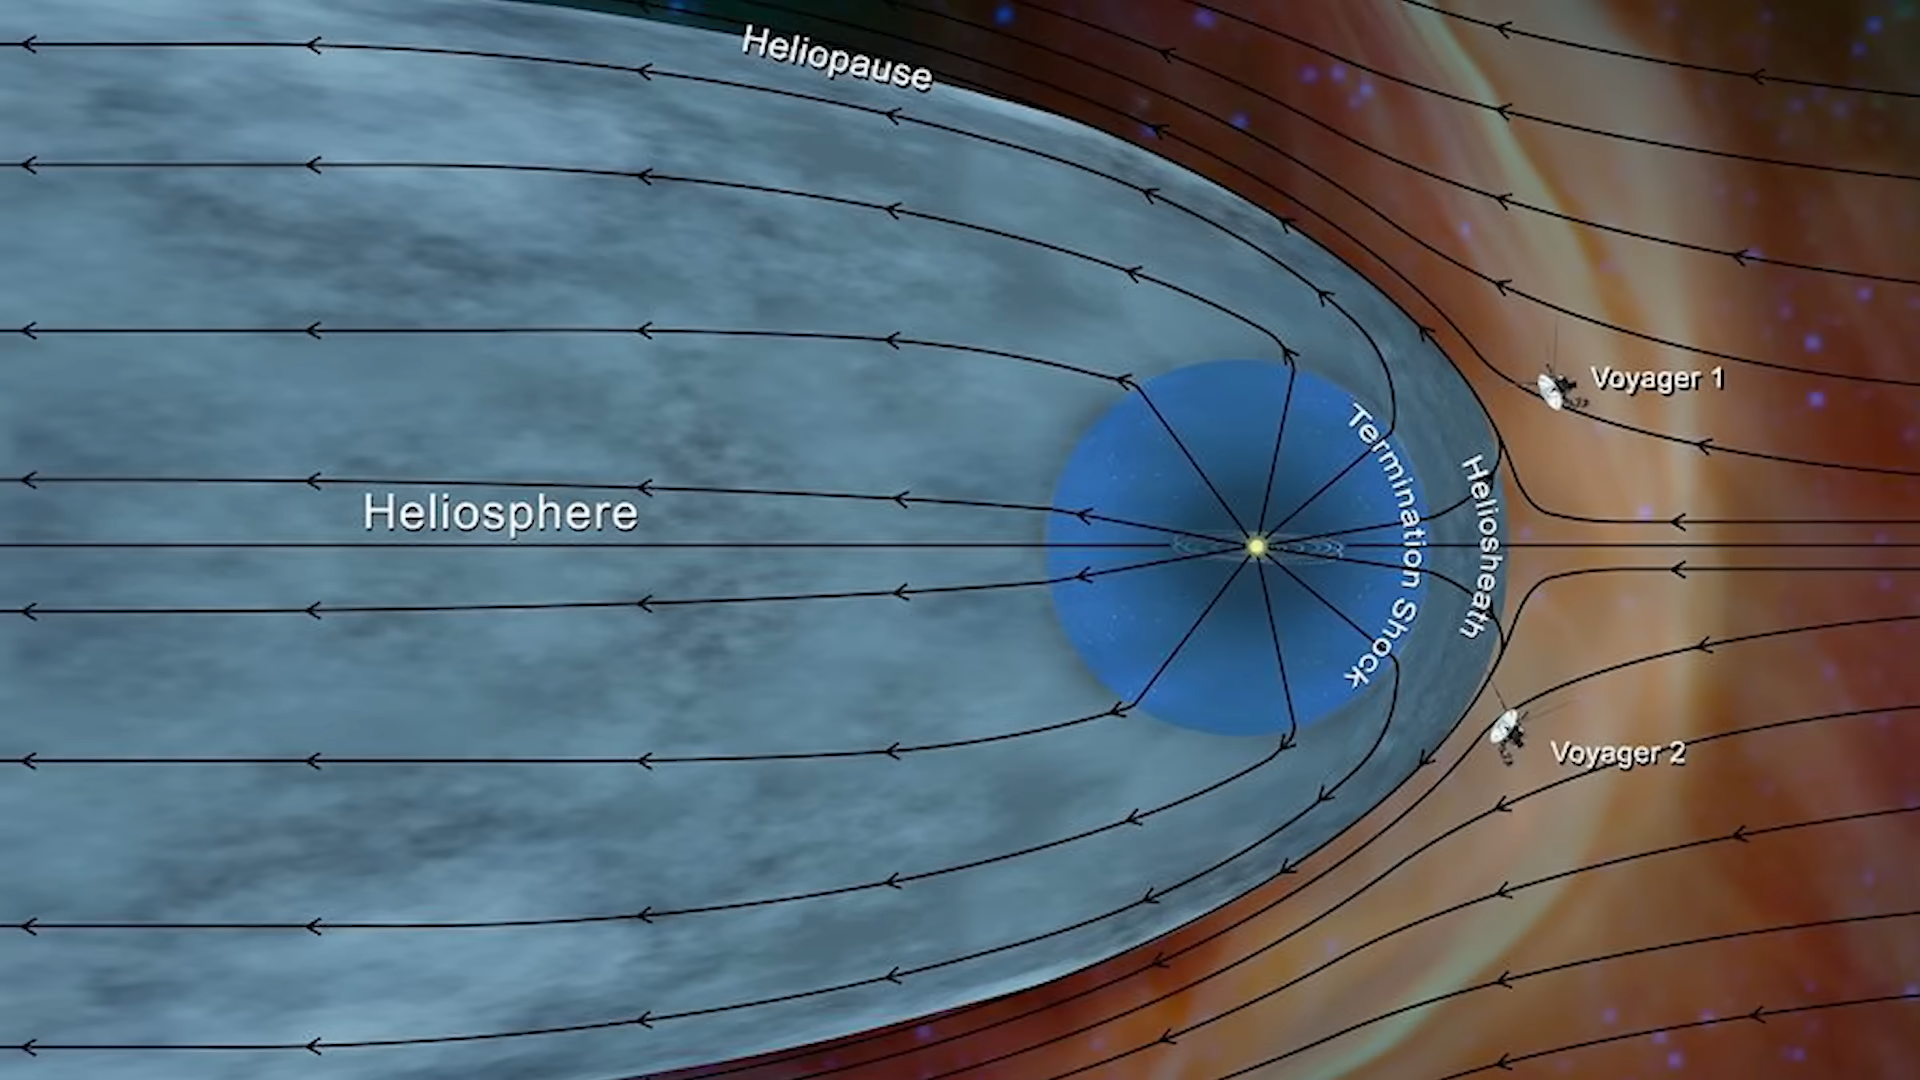 Heliopause
Voyager 1
Termination Shock
Heliosheath
Heliosphere
Voyager 2